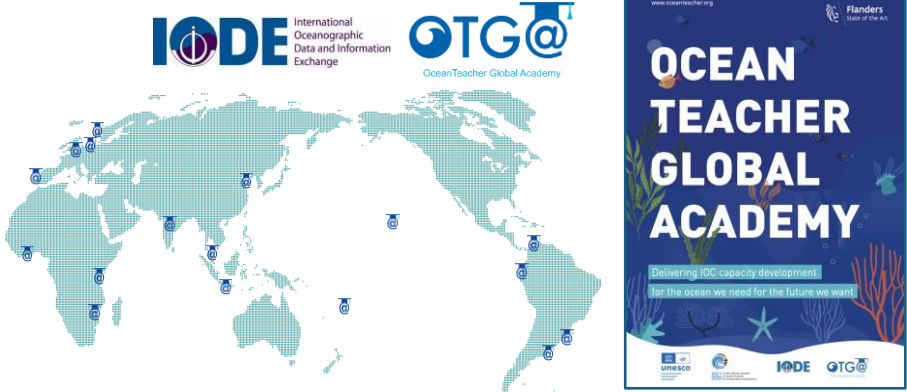 IODE
International
Oceanographic
Data and Information
Exchange
OTG@
OceanTeacher Global Academy
www.oceanteacher.org
Flanders
State of the Art
OCEAN
TEACHER
GLOBAL
ACADEMY
Delivering IOC capacity development
for the ocean we need for the future we want
unesco
IODE
OTG@